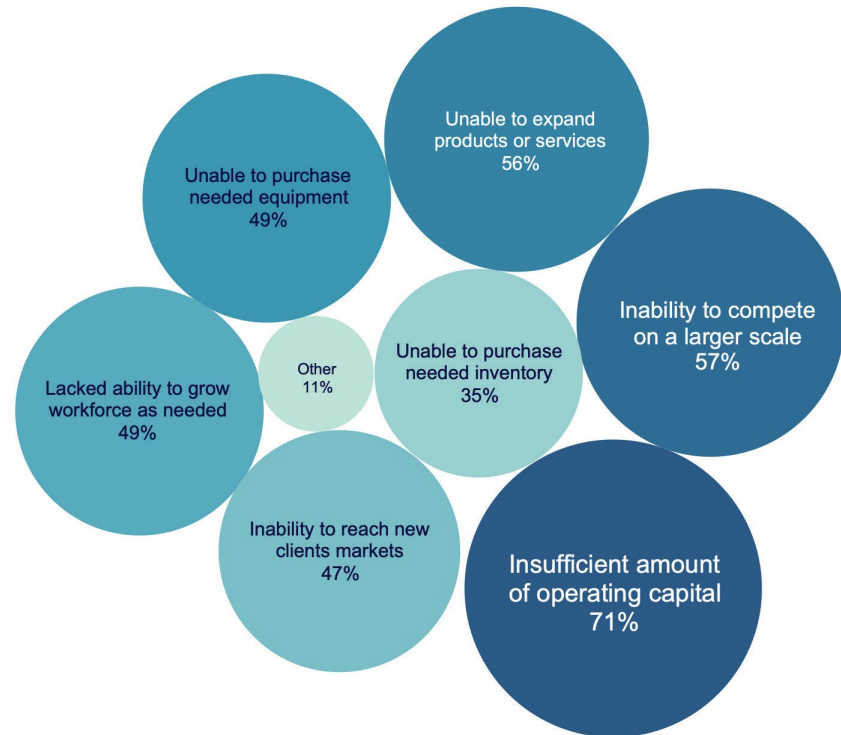 Unable to expand
products or services
56%
Unable to purchase
needed equipment
49%
Inability to compete
on a larger scale
57%
Other
11%
Unable to purchase
needed inventory
35%
Lacked ability to grow
workforce as needed
49%
Inability to reach new
clients markets
47%
Insufficient amount
of operating capital
71%